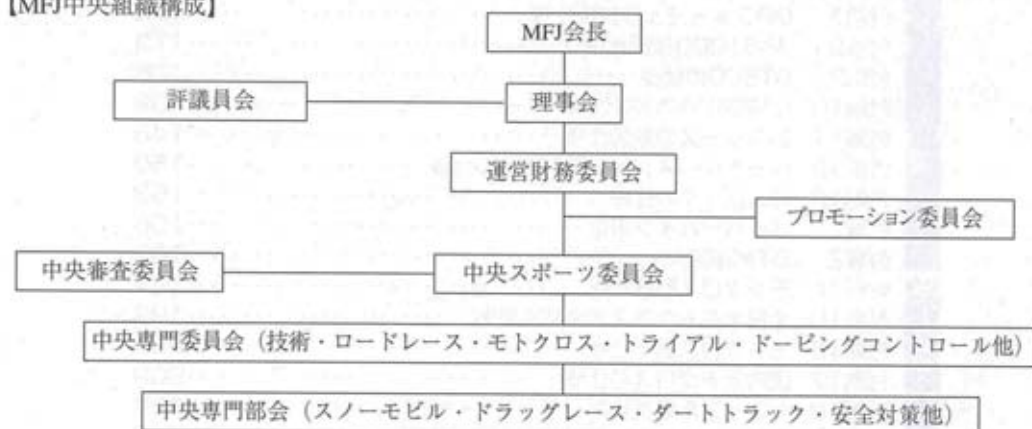 【MFJ中央組織構成】
MFJ会長
評議員会
理事会
運営財務委員会
プロモーション委員会
中央審査委員会
中央スポーツ委員会
中央専門委員会（技術・ロードレース・モトクロス・トライアル・ドーピングコントロール他）
中央専門部会（スノーモビル・ドラッグレース・ダートトラック・安全対策他）